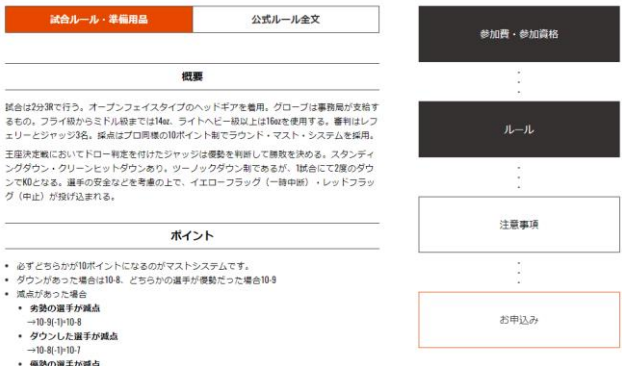 試合ルール・準備用品
公式ルール全文
概要
試合は2分3Rで行う。オープンフェイスタイプのヘッドギアを着用。グローブは事務局が支給す
るもの。フライ級からミドル級までは14oz、ライトヘビー級以上は16ozを使用する。審判はレフ
ェリーとジャッジ3名。採点はプロ同様の10ポイント制でラウンド・マスト・システムを採用。
王座決定戦においてドロー判定を付けたジャッジは優勢を判断して勝敗を決める。スタンディ
ングダウン・クリーンヒットダウンあり。ツーノックダウン制であるが、1試合にて2度のダウ
ンでKOとなる。選手の安全などを考慮の上で、イエローフラッグ（一時中断）・レッドフラッ
グ（中止）が投げ込まれる。
ポイント
• 必ずどちらかが10ポイントになるのがマストシステムです。
• ダウンがあった場合は10-8、どちらかの選手が優勢だった場合10-9
• 減点があった場合
• 劣勢の選手が減点
→10-9(-1)=10-8
• ダウンした選手が減点
→10-8(-1)=10-7
• 優勢の選手が減点
参加費・参加資格
ルール
注意事項
お申込み